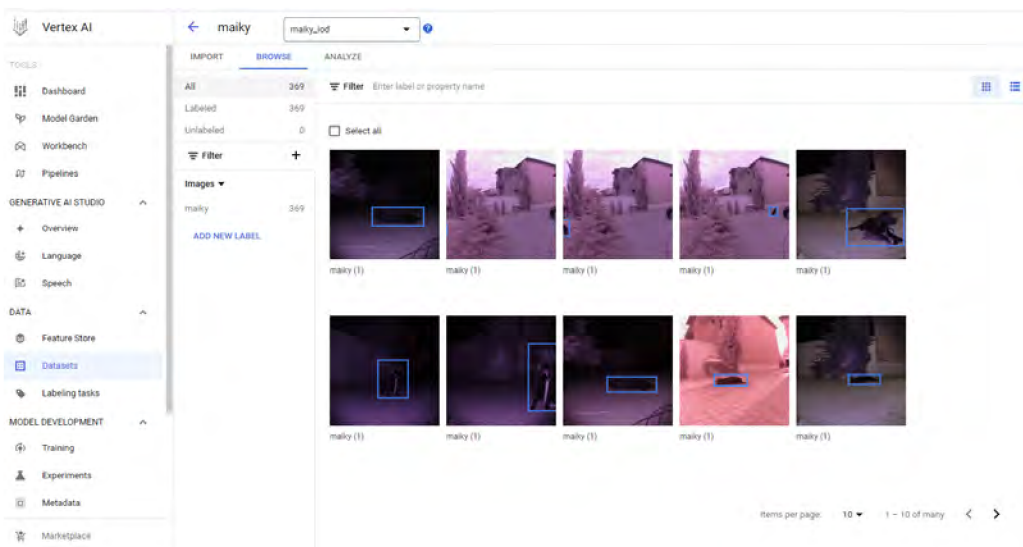 Vertex AI
maiky
maiky_iod
TOOLS
IMPORT
BROWSE
ANALYZE
Dashboard
Model Garden
Workbench
Pipelines
GENERATIVE AI STUDIO
Overview
Language
Speech
DATA
Feature Store
Datasets
Labeling tasks
MODEL DEVELOPMENT
Training
Experiments
Metadata
Marketplace
All 369
Labeled 369
Unlabeled 0
Filter
Images
maiky 369
ADD NEW LABEL
Filter Enter label or property name
Select all
maiky (1) maiky (1) maiky (1) maiky (1) maiky (1)
maiky (1) maiky (1) maiky (1) maiky (1) maiky (1)
Items per page: 10 1 – 10 of many